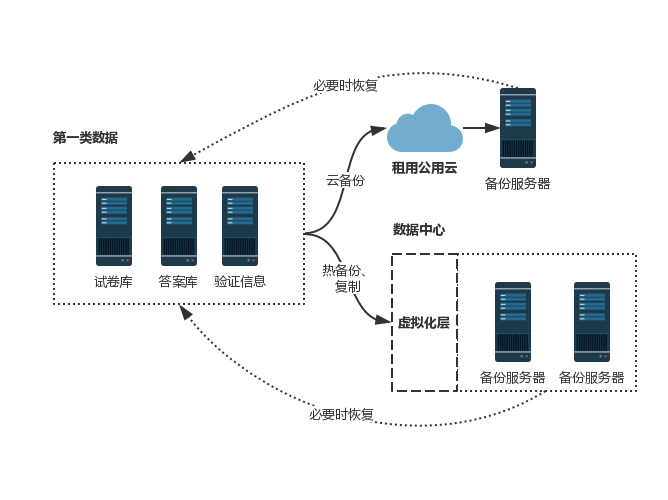 必要时恢复
第一类数据
租用公用云
备份服务器
云备份
数据中心
试卷库
答案库
验证信息
热备份、
复制
虚拟化层
备份服务器
备份服务器
必要时恢复